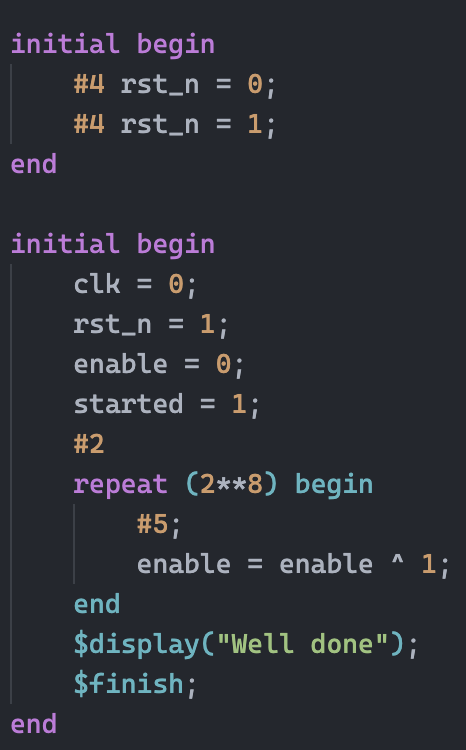 initial begin
    #4 rst_n = 0;
    #4 rst_n = 1;
end

initial begin
    clk = 0;
    rst_n = 1;
    enable = 0;
    started = 1;
    #2
    repeat (2**8) begin
        #5;
        enable = enable ^ 1;
    end
    $display("Well done");
    $finish;
end